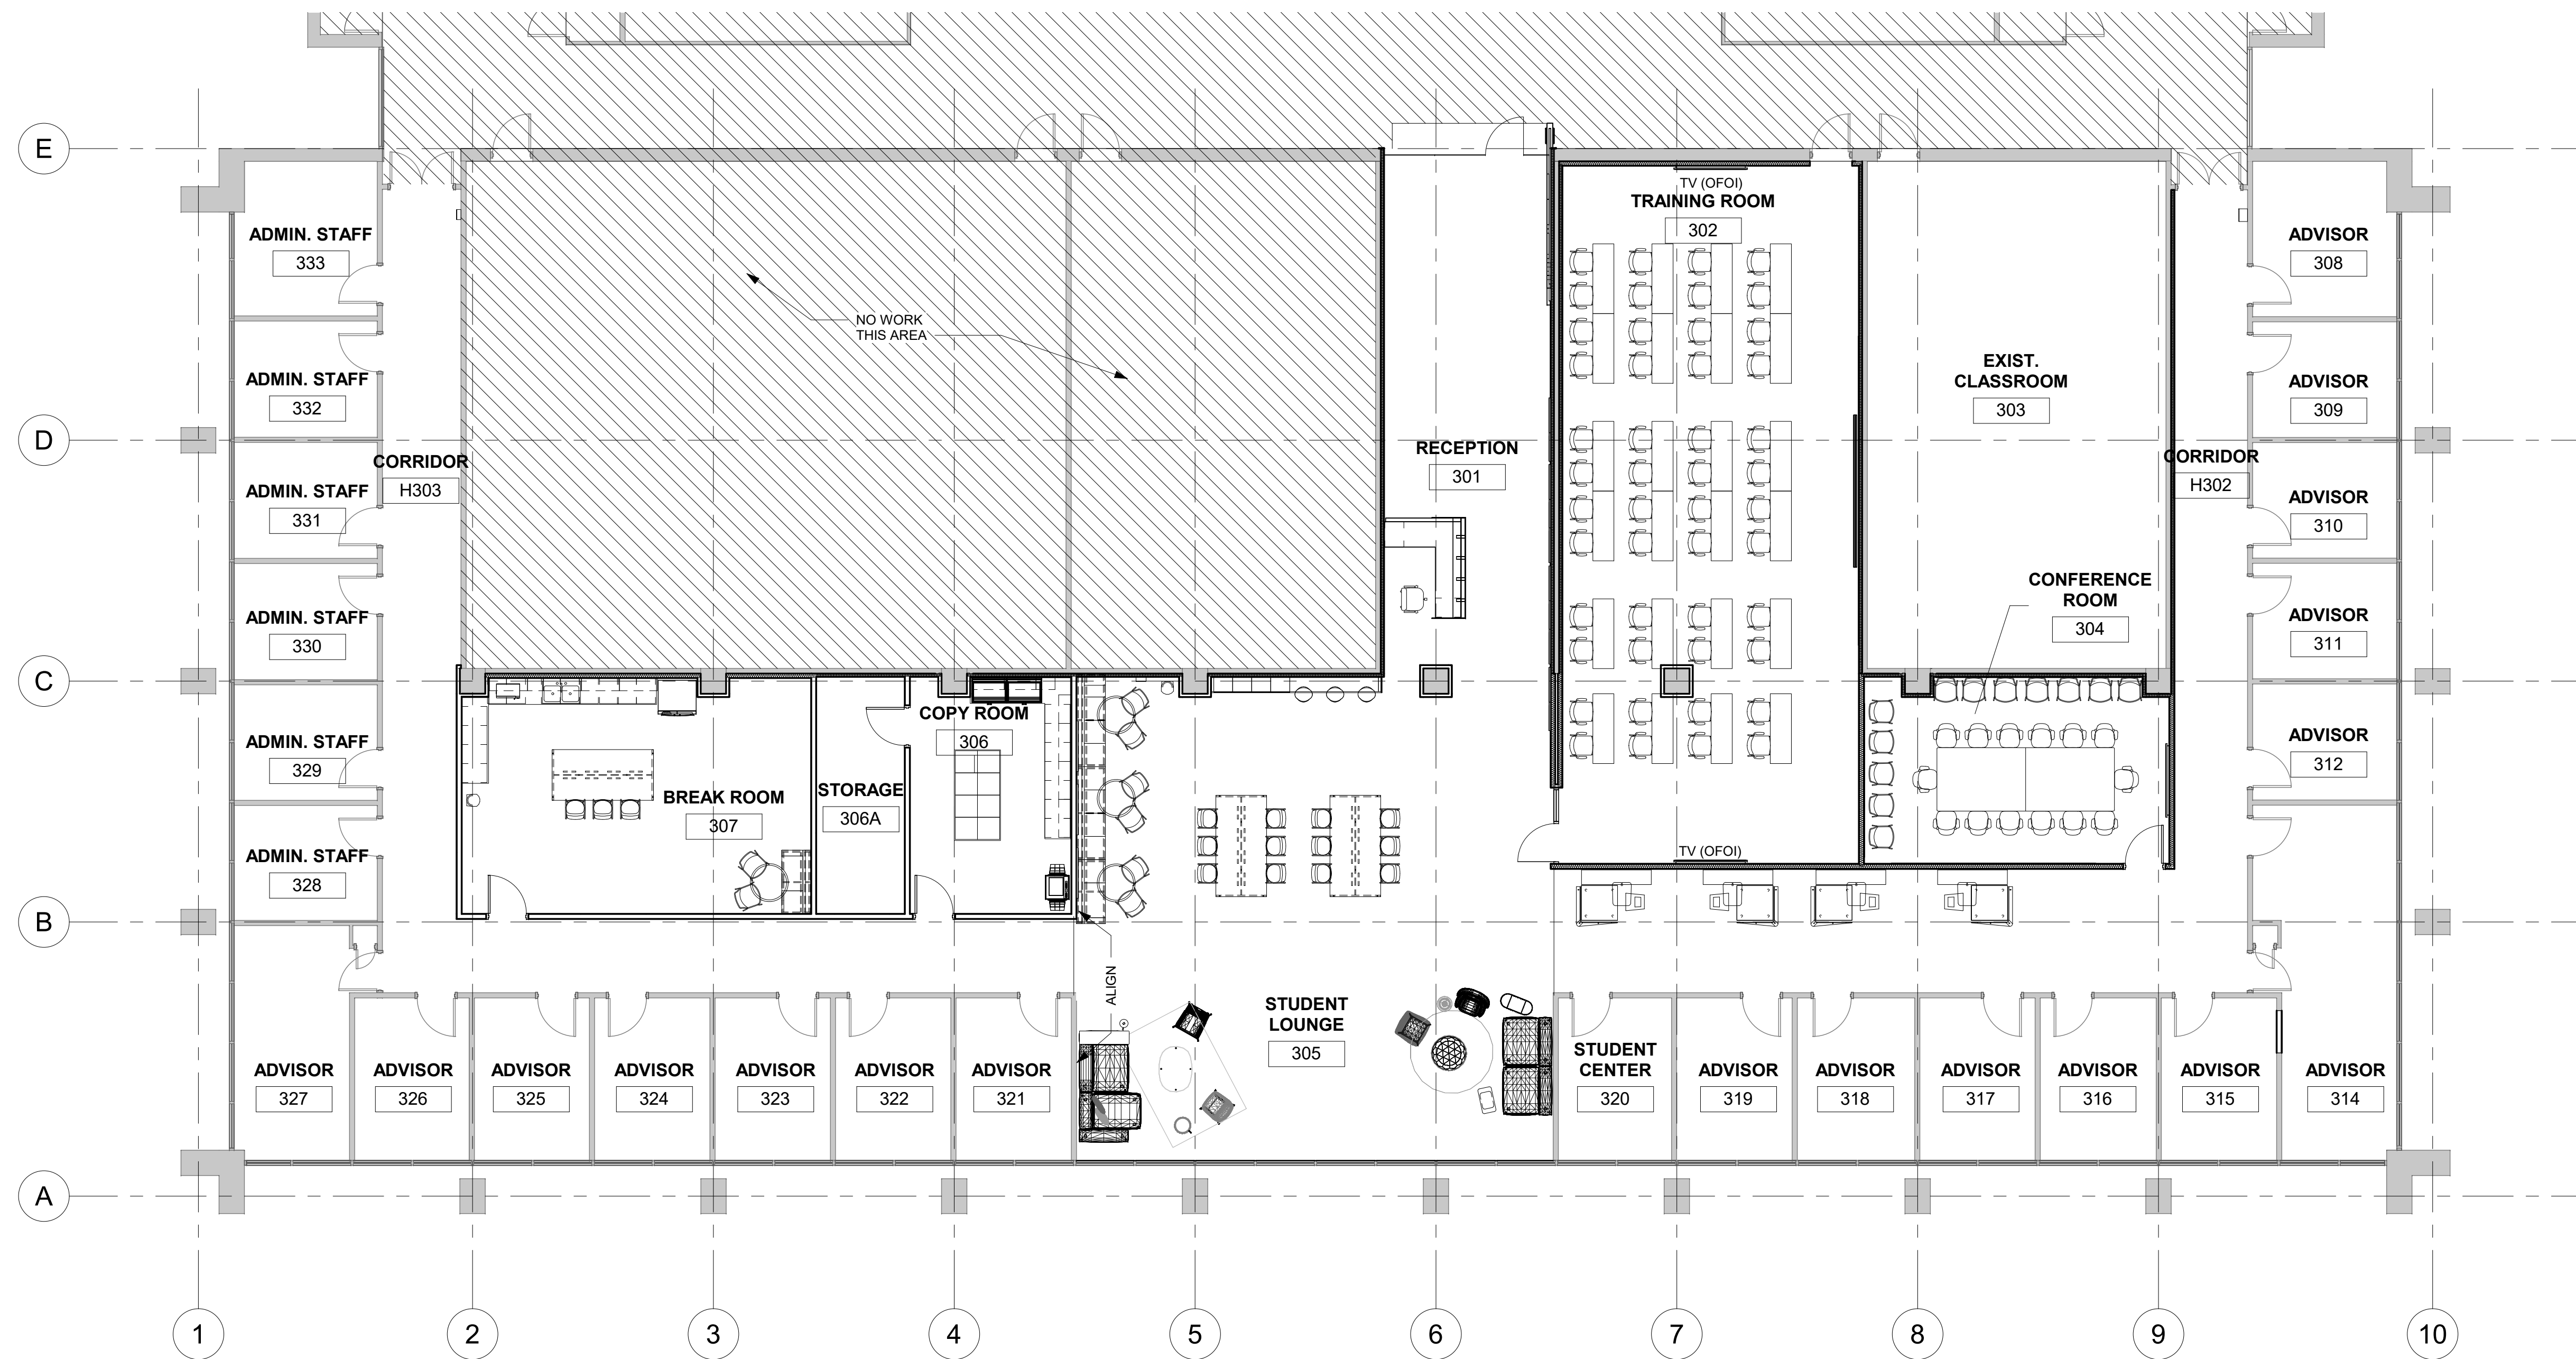 E
D
C
B
A
1
2
3
4
5
6
7
8
9
10
ADMIN. STAFF
333
ADMIN. STAFF
332
ADMIN. STAFF
331
ADMIN. STAFF
330
ADMIN. STAFF
329
ADMIN. STAFF
328
CORRIDOR
H303
NO WORK
THIS AREA
RECEPTION
301
TV (OFOI)
TRAINING ROOM
302
TV (OFOI)
EXIST.
CLASSROOM
303
CONFERENCE
ROOM
304
CORRIDOR
H302
ADVISOR
308
ADVISOR
309
ADVISOR
310
ADVISOR
311
ADVISOR
312
BREAK ROOM
307
STORAGE
306A
COPY ROOM
306
ALIGN
STUDENT
LOUNGE
305
ADVISOR
327
ADVISOR
326
ADVISOR
325
ADVISOR
324
ADVISOR
323
ADVISOR
322
ADVISOR
321
STUDENT
CENTER
320
ADVISOR
319
ADVISOR
318
ADVISOR
317
ADVISOR
316
ADVISOR
315
ADVISOR
314